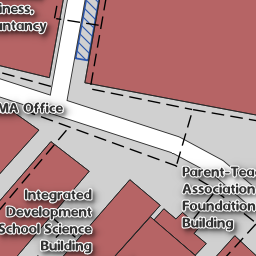 iness,
untancy
MA Office
Parent-Tea
Association
Foundation
Building
Integrated
Development
School Science
Building